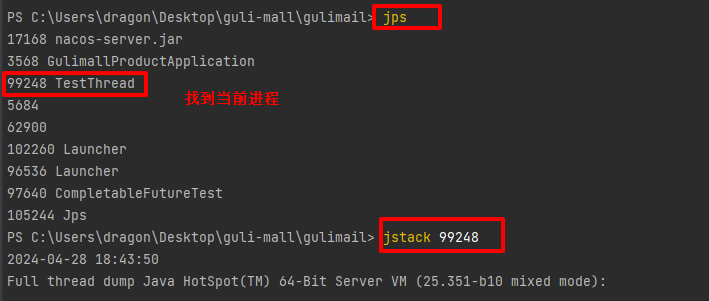 PS C:\Users\dragon\Desktop\guli-mall\gulimail> jps
17168 nacos-server.jar
3568 GulimallProductApplication
99248 TestThread
找到当前进程
5684
62900
102260 Launcher
96536 Launcher
97640 CompletableFutureTest
105244 Jps
PS C:\Users\dragon\Desktop\guli-mall\gulimail> jstack 99248
2024-04-28 18:43:50
Full thread dump Java HotSpot(TM) 64-Bit Server VM (25.351-b10 mixed mode):